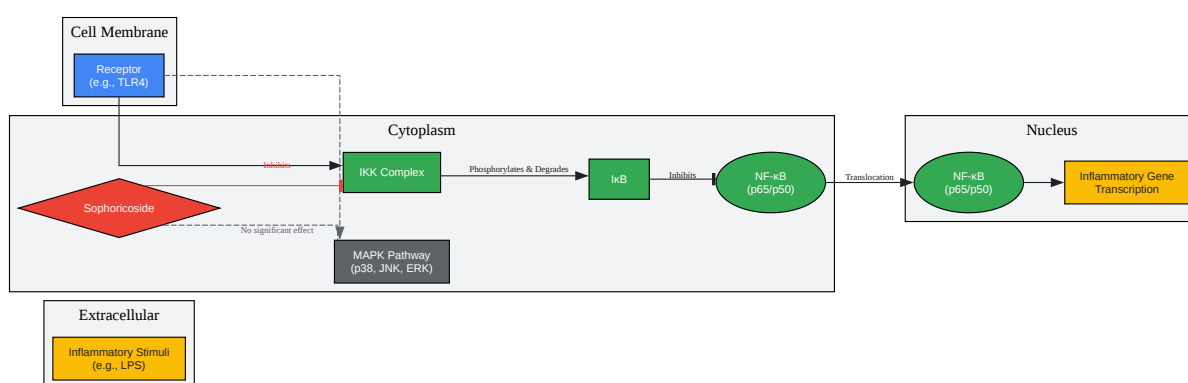 Cell Membrane
Receptor
(e.g., TLR4)
Cytoplasm
Inhibits
IKK Complex
Phosphorylates & Degrades
IκB
Inhibits
NF-κB
(p65/p50)
Translocation
Nucleus
NF-κB
(p65/p50)
Inflammatory Gene
Transcription
Sophoricoside
No significant effect
MAPK Pathway
(p38, JNK, ERK)
Extracellular
Inflammatory Stimuli
(e.g., LPS)